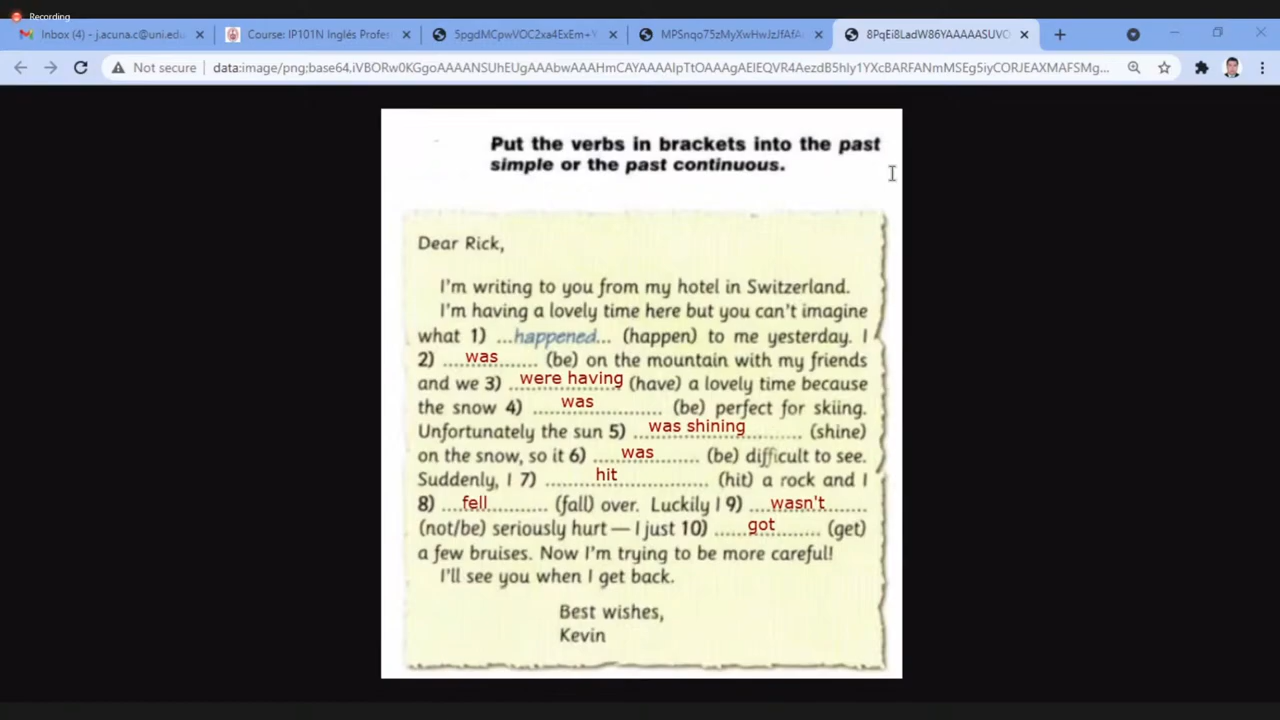 Recording
Inbox (4) - j.acuna.c@uni.edu
Course: IP101N Inglés Profes
5pgdMCpwVOC2xa4ExEm+Y
MPSnqo75zMyXwHwJzJfAfA
8PqEi8LadW86YAAAAASUVO
Not secure
data:image/png;base64,iVBORw0KGgoAAAANSUhEUgAAAbwAAAHmCAYAAAAIpTtOAAAgAElEQVR4AezdB5hIy1YXcBARFANmMSEg5iyCORJEAXMAFSMg...
Put the verbs in brackets into the past
simple or the past continuous.
Dear Rick,
I'm writing to you from my hotel in Switzerland.
I'm having a lovely time here but you can't imagine
what 1) ...happened... (happen) to me yesterday. I
2) ....was.... (be) on the mountain with my friends
and we 3) ....were having.... (have) a lovely time because
the snow 4) ....was.... (be) perfect for skiing.
Unfortunately the sun 5) ....was shining.... (shine)
on the snow, so it 6) ....was.... (be) difficult to see.
Suddenly, I 7) ....hit.... (hit) a rock and I
8) ....fell.... (fall) over. Luckily I 9) ....wasn't....
(not/be) seriously hurt — I just 10) ....got.... (get)
a few bruises. Now I'm trying to be more careful!
I'll see you when I get back.
Best wishes,
Kevin